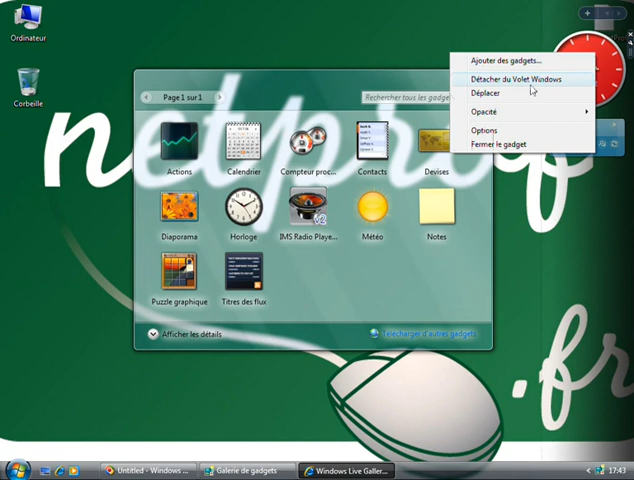 Ordinateur
Corbeille
netprof
.fr
Page 1 sur 1
Rechercher tous les gadgets
Ajouter des gadgets...
Détacher du Volet Windows
Déplacer
Opacité
Options
Fermer le gadget
Actions
Calendrier
Compteur proc...
Contacts
Devises
Diaporama
Horloge
IMS Radio Playe...
Météo
Notes
V2
Puzzle graphique
Titres des flux
Afficher les détails
Télécharger d'autres gadgets
Untitled - Windows ...
Galerie de gadgets
Windows Live Galler...
17:43